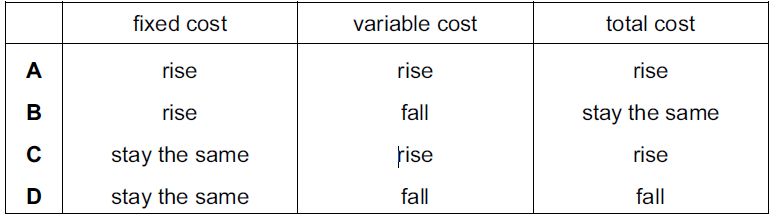 fixed cost variable cost total cost
A rise rise rise
B rise fall stay the same
C stay the same rise rise
D stay the same fall fall